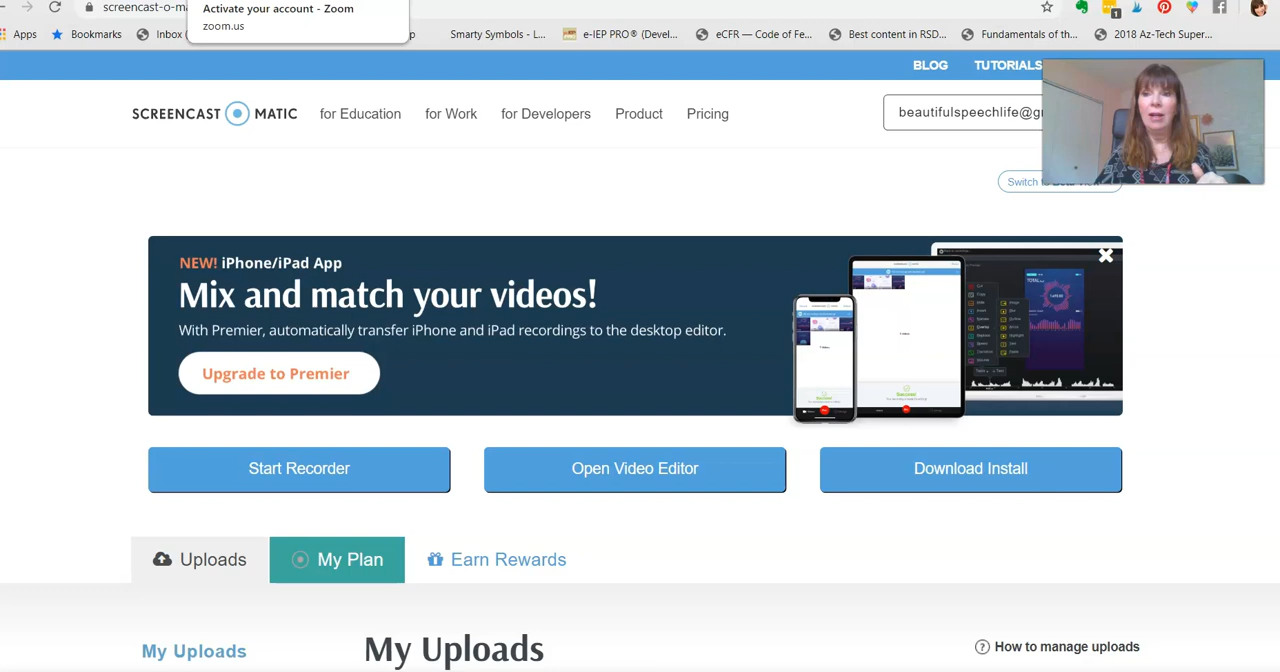 Activate your account - Zoom
screencast-o-ma
zoom.us
1
Apps
Bookmarks
Inbox (
p
Smarty Symbols - L...
e-IEP PRO® (Devel...
eCFR — Code of Fe...
Best content in RSD...
Fundamentals of th...
2018 Az-Tech Super...
BLOG
TUTORIALS
SCREENCAST MATIC
for Education
for Work
for Developers
Product
Pricing
beautifulspeechlife@g
Switch
NEW! iPhone/iPad App
Mix and match your videos!
With Premier, automatically transfer iPhone and iPad recordings to the desktop editor.
Upgrade to Premier
Start Recorder
Open Video Editor
Download Install
Uploads
My Plan
Earn Rewards
My Uploads
My Uploads
? How to manage uploads